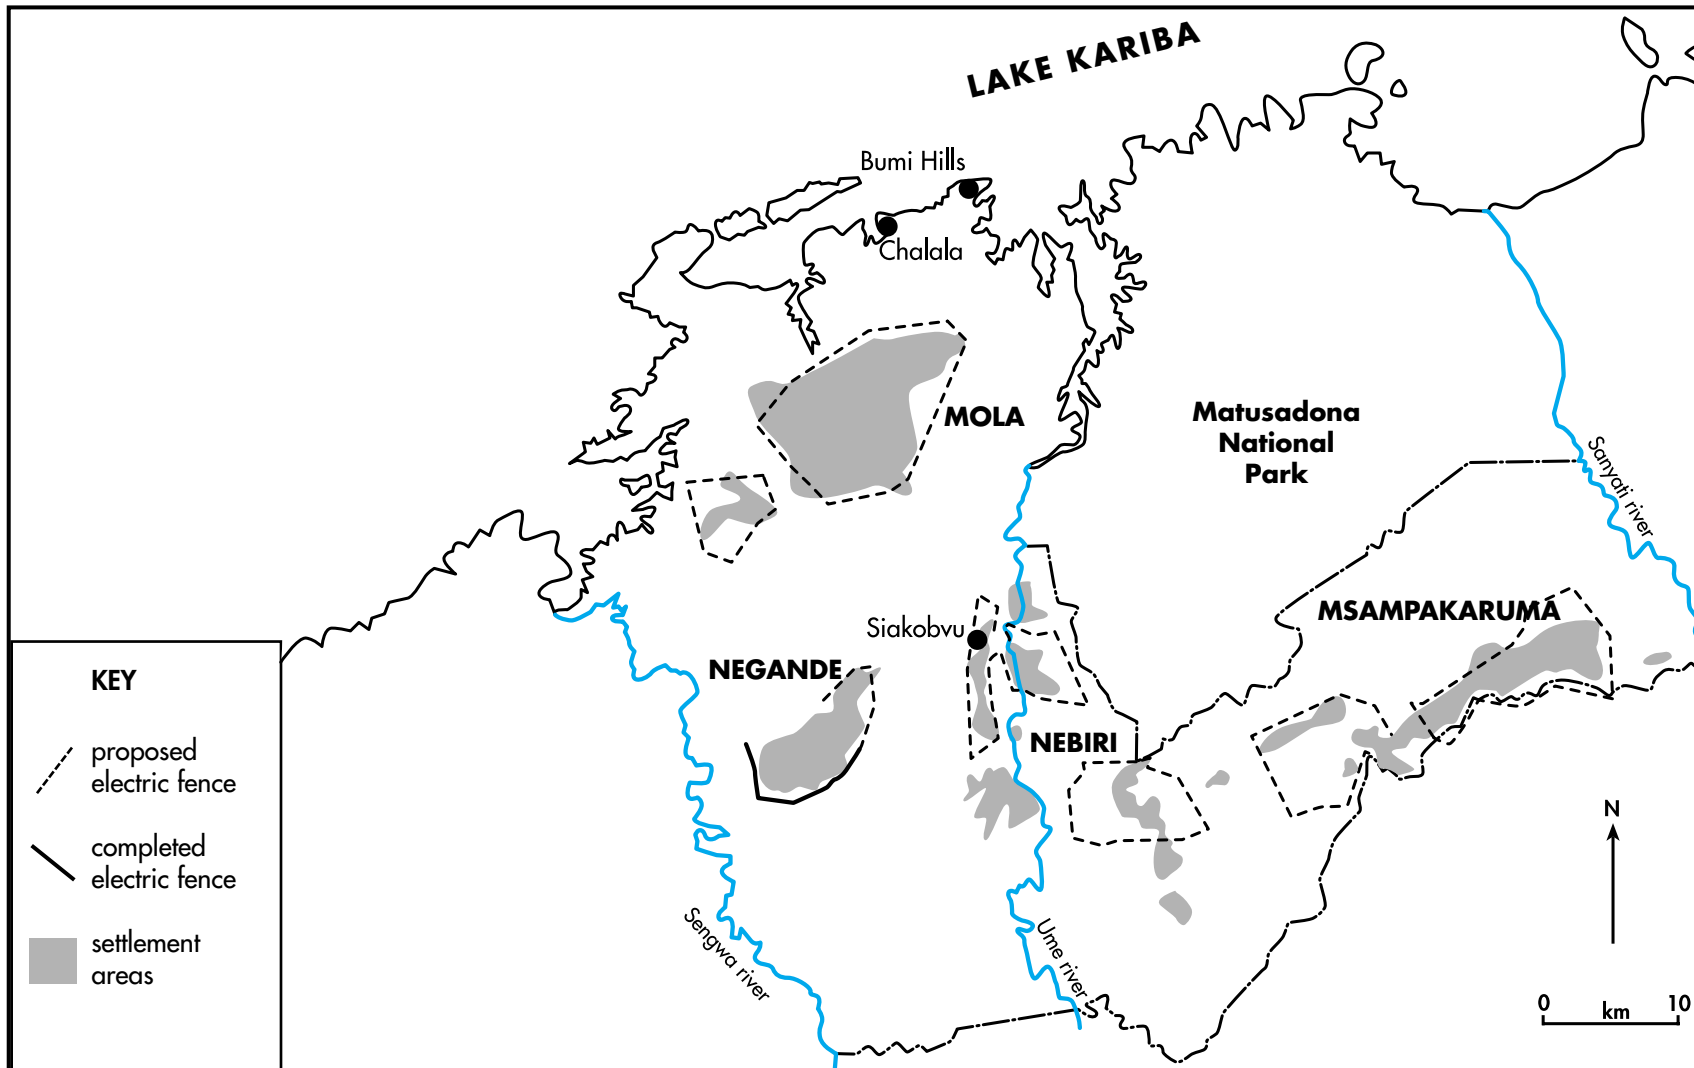 LAKE KARIBA
Bumi Hills
Chalala
MOLA
Matusadona
National
Park
Sanyati river
MSAMPAKARUMA
Siakobvu
NEGANDE
NEBIRI
Sengwa river
Ume river
KEY
proposed
electric fence
completed
electric fence
settlement
areas
N
0 km 10